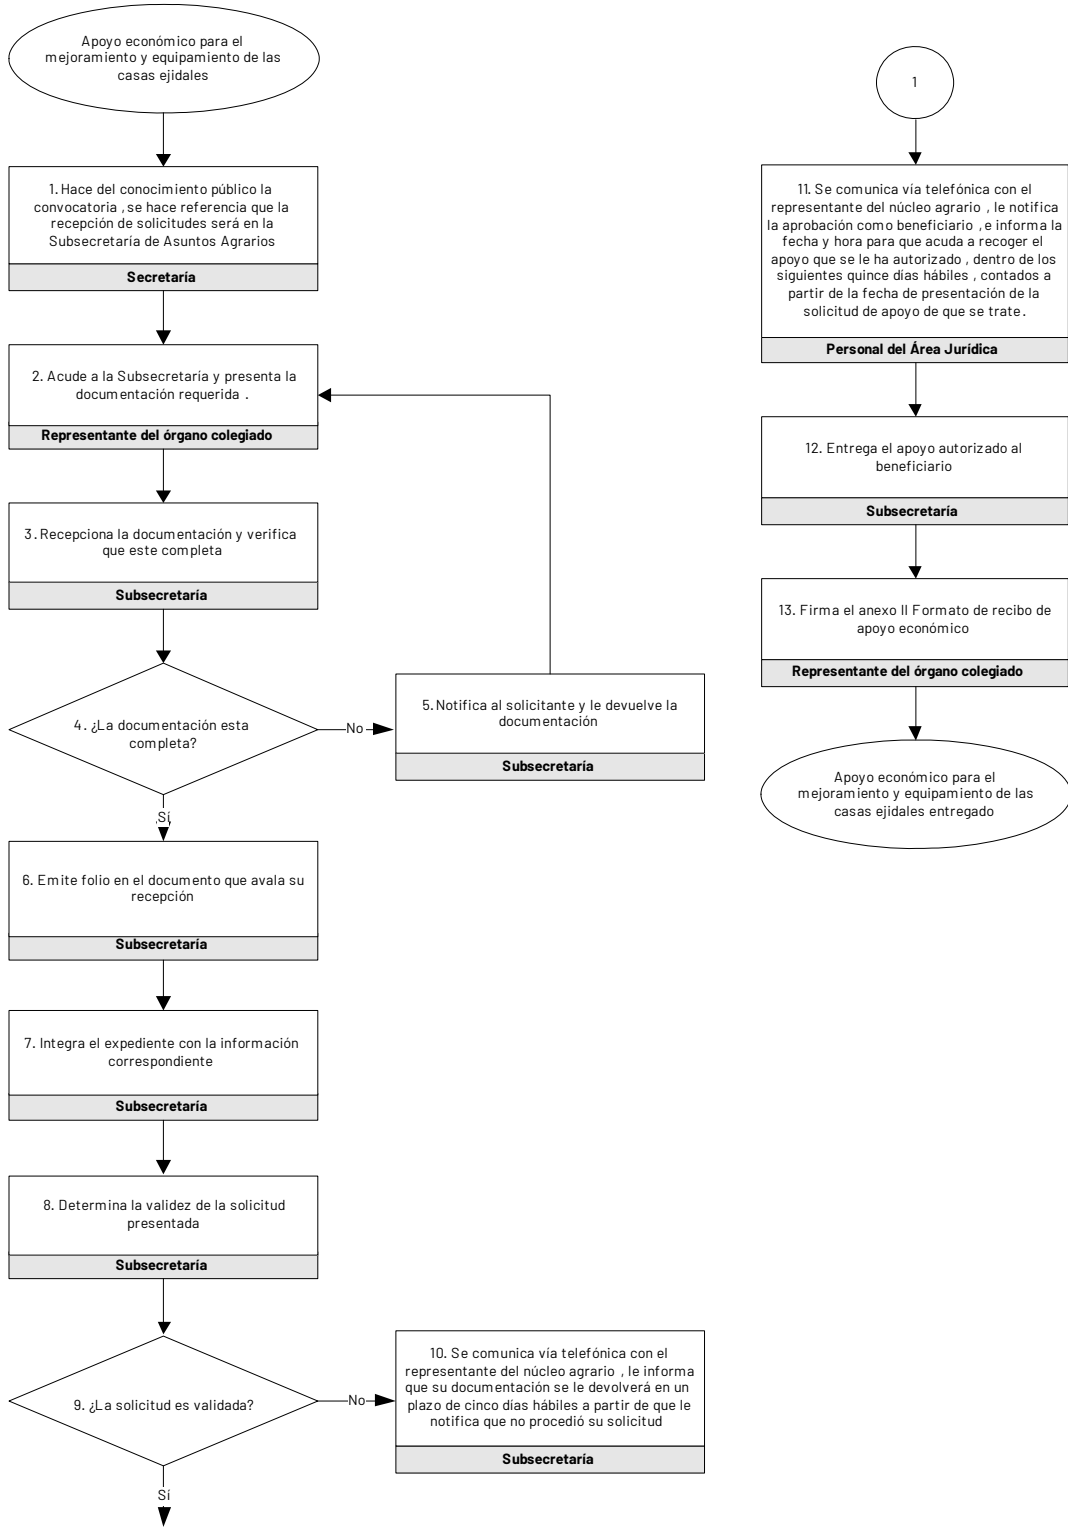 Apoyo económico para el
mejoramiento y equipamiento de las
casas ejidales
1. Hace del conocimiento público la
convocatoria , se hace referencia que la
recepción de solicitudes será en la
Subsecretaría de Asuntos Agrarios
Secretaría
2. Acude a la Subsecretaría y presenta la
documentación requerida .
Representante del órgano colegiado
3. Recepciona la documentación y verifica
que este completa
Subsecretaría
4. ¿La documentación esta
completa?
No
5. Notifica al solicitante y le devuelve la
documentación
Subsecretaría
Sí
6. Emite folio en el documento que avala su
recepción
Subsecretaría
7. Integra el expediente con la información
correspondiente
Subsecretaría
8. Determina la validez de la solicitud
presentada
Subsecretaría
9. ¿La solicitud es validada?
No
10. Se comunica vía telefónica con el
representante del núcleo agrario , le informa
que su documentación se le devolverá en un
plazo de cinco días hábiles a partir de que le
notifica que no procedió su solicitud
Subsecretaría
Sí
1
11. Se comunica vía telefónica con el
representante del núcleo agrario , le notifica
la aprobación como beneficiario , e informa la
fecha y hora para que acuda a recoger el
apoyo que se le ha autorizado , dentro de los
siguientes quince días hábiles , contados a
partir de la fecha de presentación de la
solicitud de apoyo de que se trate.
Personal del Área Jurídica
12. Entrega el apoyo autorizado al
beneficiario
Subsecretaría
13. Firma el anexo II Formato de recibo de
apoyo económico
Representante del órgano colegiado
Apoyo económico para el
mejoramiento y equipamiento de las
casas ejidales entregado